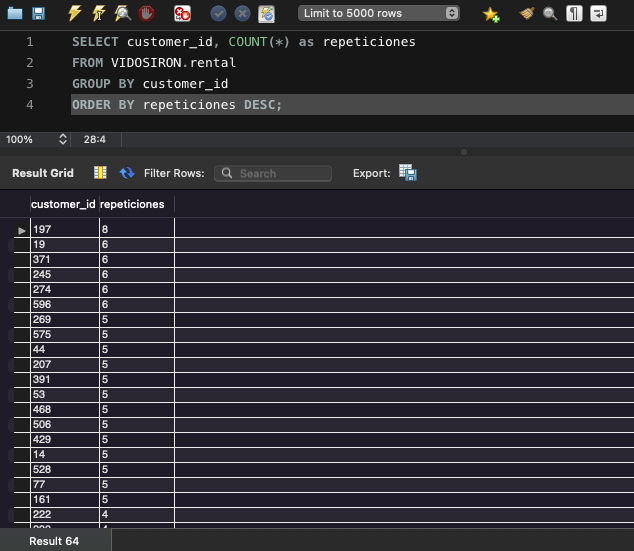 Limit to 5000 rows
1 SELECT customer_id, COUNT(*) as repeticiones
2 FROM VIDOSIRON.rental
3 GROUP BY customer_id
4 ORDER BY repeticiones DESC;
100% 28:4
Result Grid Filter Rows: Search Export:
customer_id repeticiones
197 8
19 6
371 6
245 6
274 6
596 6
269 5
575 5
44 5
207 5
391 5
53 5
468 5
506 5
429 5
14 5
528 5
77 5
161 5
222 4
Result 64